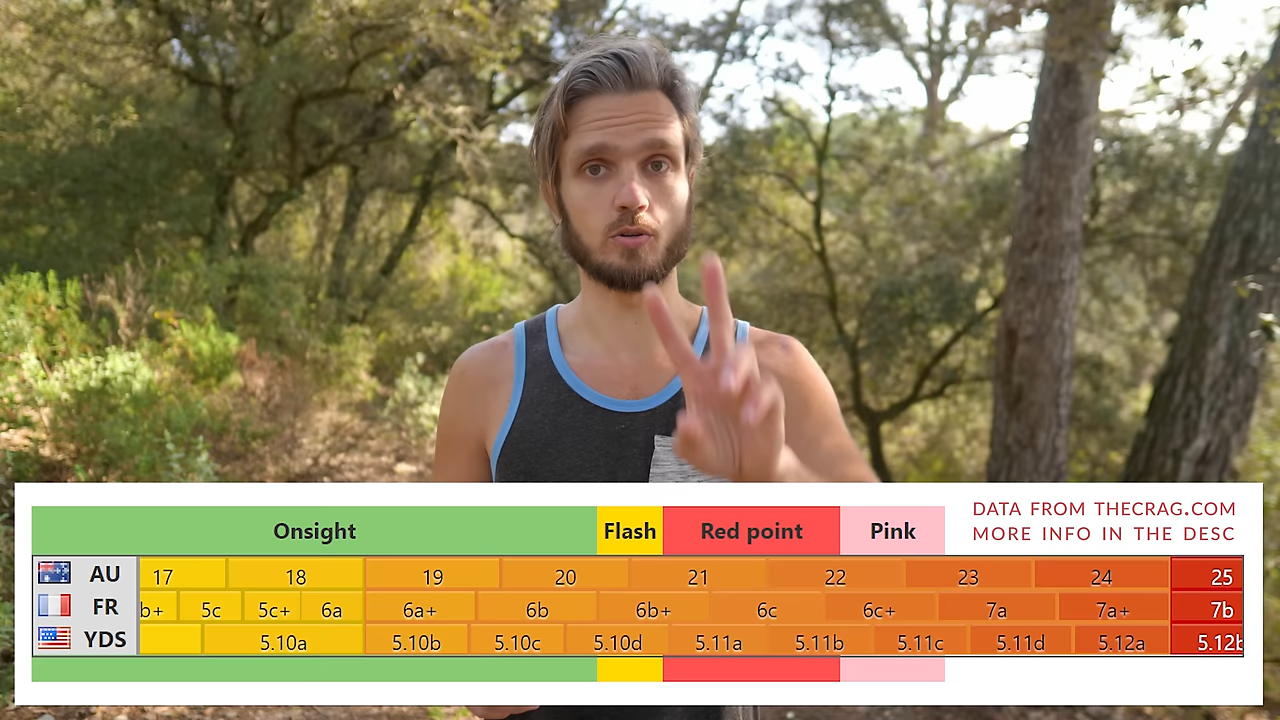 Onsight Flash Red point Pink
DATA FROM THECRAG.COM
MORE INFO IN THE DESC
AU 17 18 19 20 21 22 23 24 25
FR b+ 5c 5c+ 6a 6a+ 6b 6b+ 6c 6c+ 7a 7a+ 7b
YDS 5.10a 5.10b 5.10c 5.10d 5.11a 5.11b 5.11c 5.11d 5.12a 5.12b